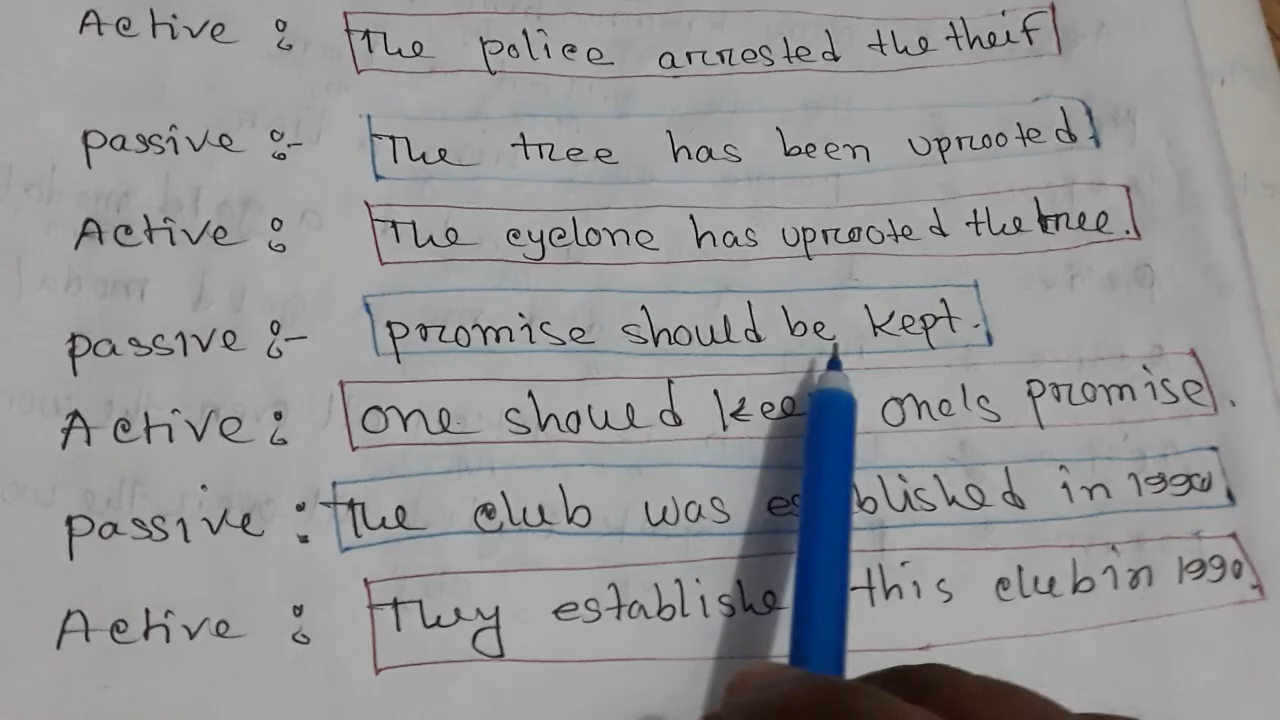 Active : The police arrested the theif
passive :- The tree has been uprooted.
Active : The cyclone has uprooted the tree.
passive :- promise should be kept.
Active : one should kee one's promise.
passive : The club was es blished in 1990
Active : They establishe this club in 1990.